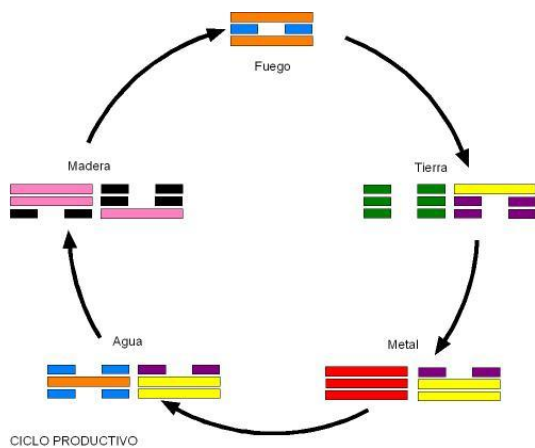 Fuego
Madera
Tierra
Agua
Metal
CICLO PRODUCTIVO